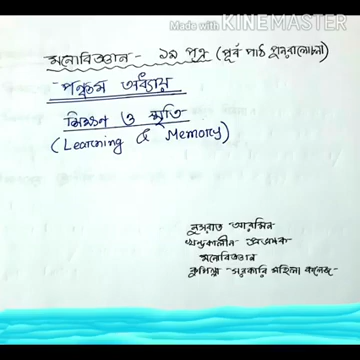 Made with KINEMASTER
মনোবিজ্ঞান - ১ম পত্র (পূর্ব পাঠ পুনরালোচনা)
পঞ্চম অধ্যায়
শিক্ষণ ও স্মৃতি
(Learning & Memory)
নুসরাত আরমিন
খন্ডকালীন প্রভাষক
মনোবিজ্ঞান
কুমিল্লা সরকারি মহিলা কলেজ